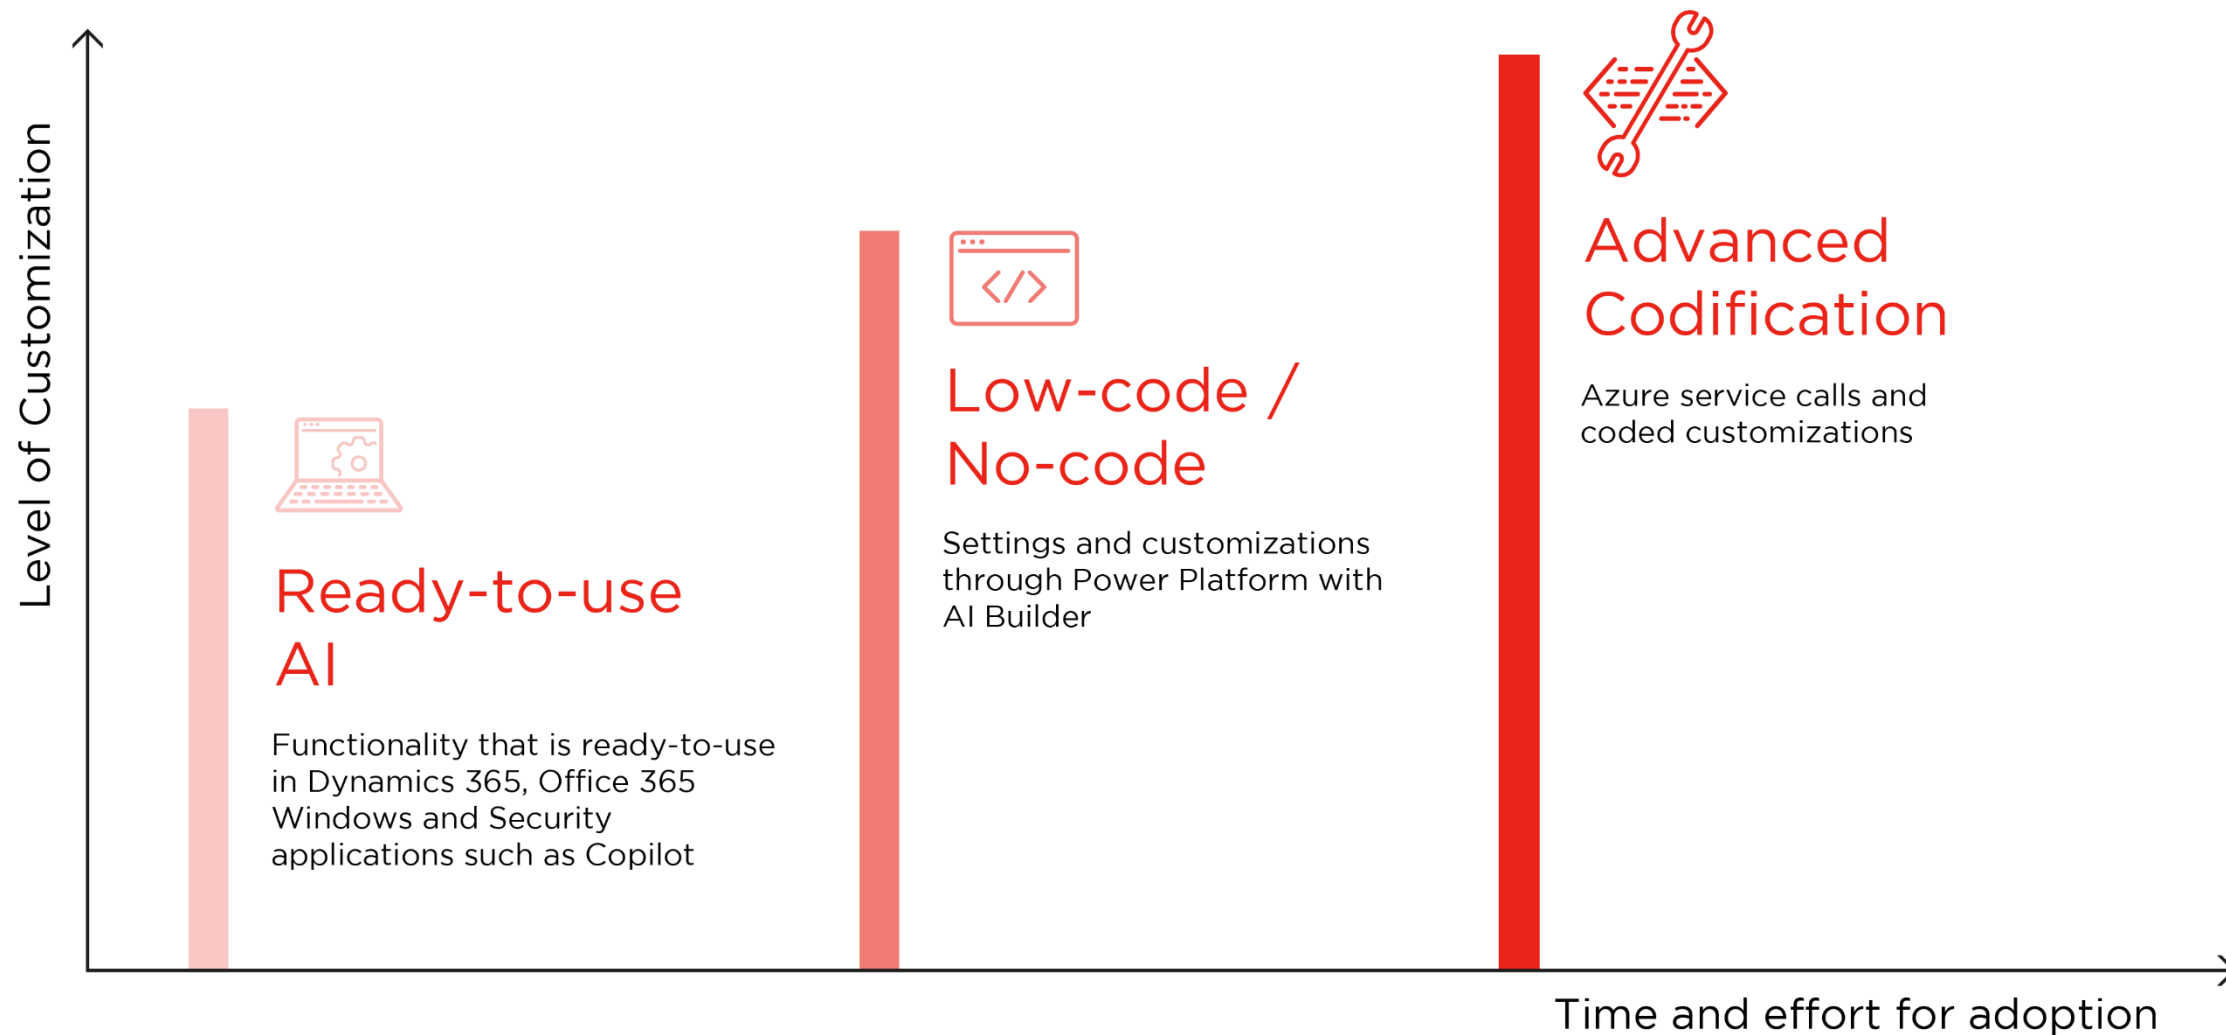 Level of Customization
Ready-to-use
AI
Functionality that is ready-to-use
in Dynamics 365, Office 365
Windows and Security
applications such as Copilot
</>
Low-code /
No-code
Settings and customizations
through Power Platform with
AI Builder
Advanced
Codification
Azure service calls and
coded customizations
Time and effort for adoption